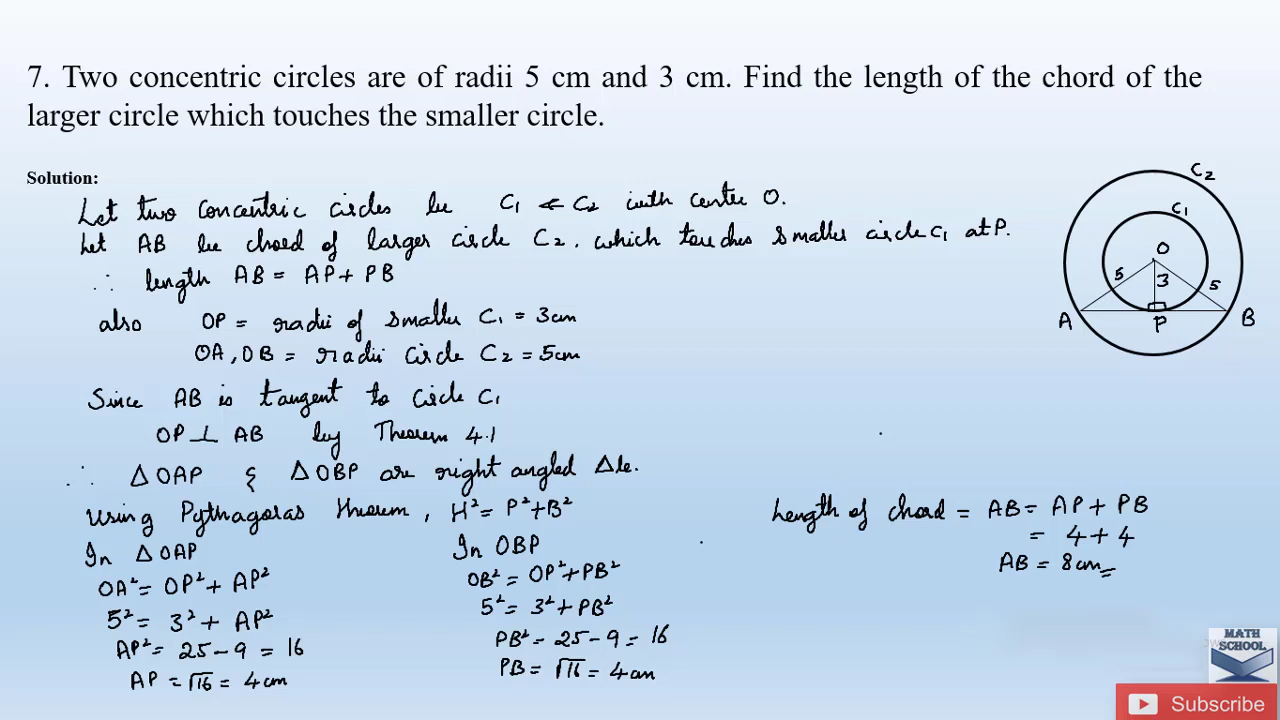 7. Two concentric circles are of radii 5 cm and 3 cm. Find the length of the chord of the
larger circle which touches the smaller circle.
Solution:
Let two concentric circles be C₁ & C₂ with center O.
Let AB be chord of larger circle C₂. which touches smaller circle C₁ at P.
∴ length AB = AP + PB
also OP = radii of smaller C₁ = 3cm
OA, OB = radii circle C₂ = 5cm
Since AB is tangent to circle C₁
OP ⊥ AB by Theorem 4.1
∴ △OAP & △OBP are right angled △le.
Using Pythagoras theorem, H² = P² + B²
In △OAP
OA² = OP² + AP²
5² = 3² + AP²
AP² = 25 - 9 = 16
AP = √16 = 4cm
In OBP
OB² = OP² + PB²
5² = 3² + PB²
PB² = 25 - 9 = 16
PB = √16 = 4cm
Length of chord = AB = AP + PB
= 4 + 4
AB = 8cm
C₂
C₁
O
5 3 5
A P B
MATH
SCHOOL
Subscribe